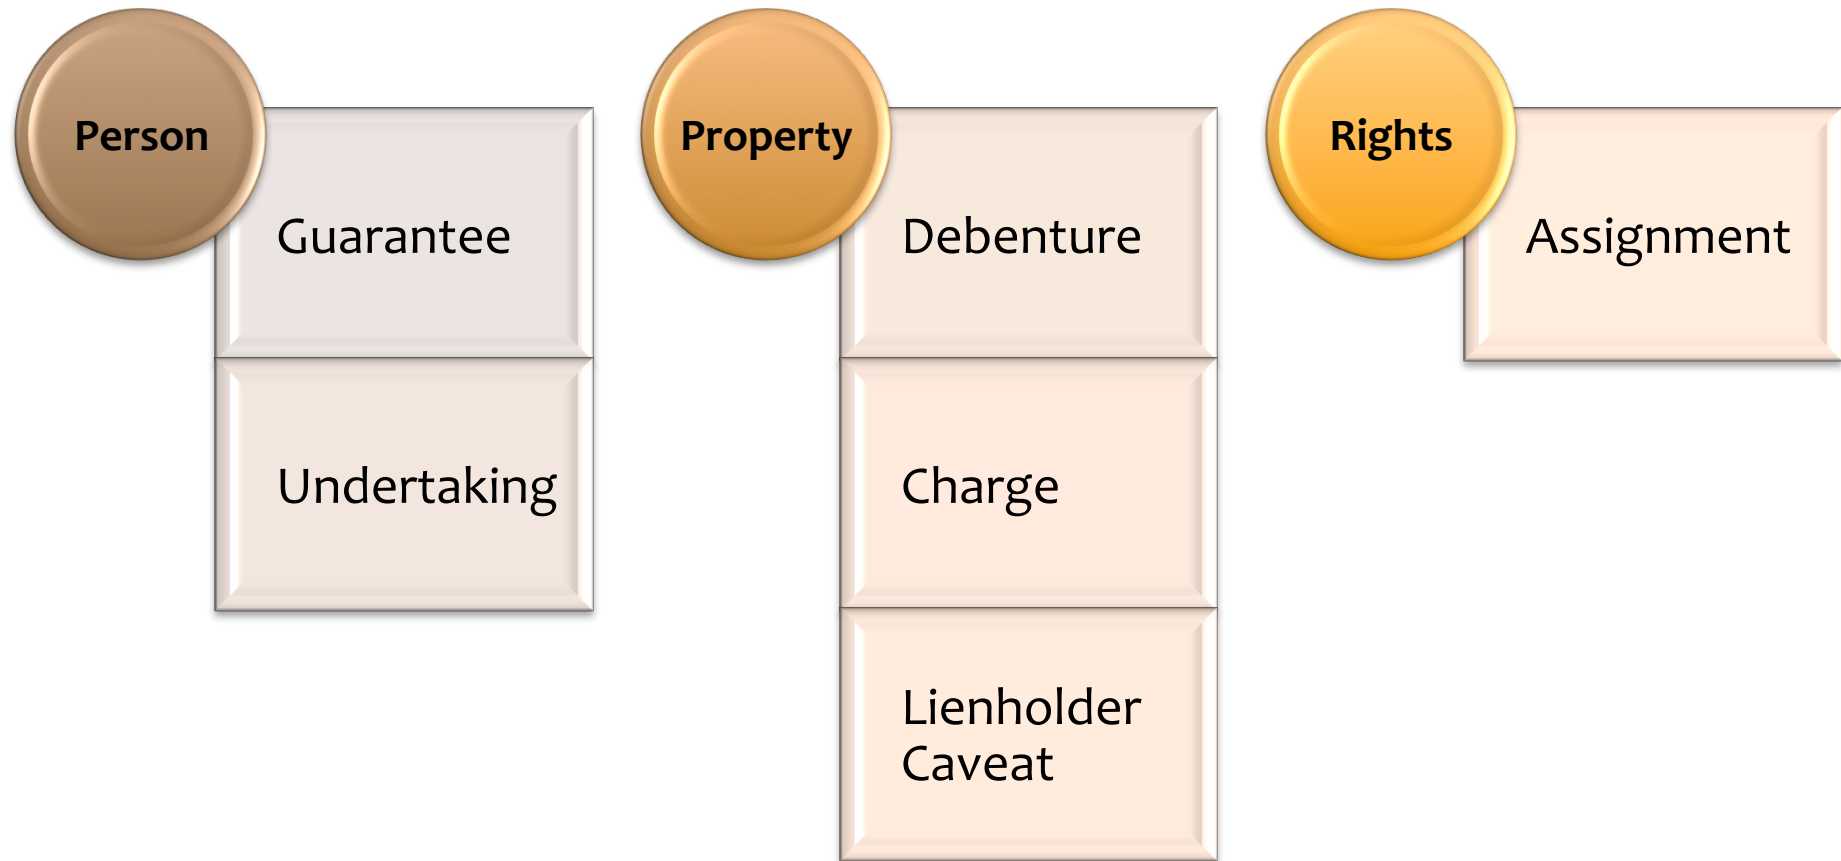 Person
Guarantee
Undertaking
Property
Debenture
Charge
Lienholder
Caveat
Rights
Assignment